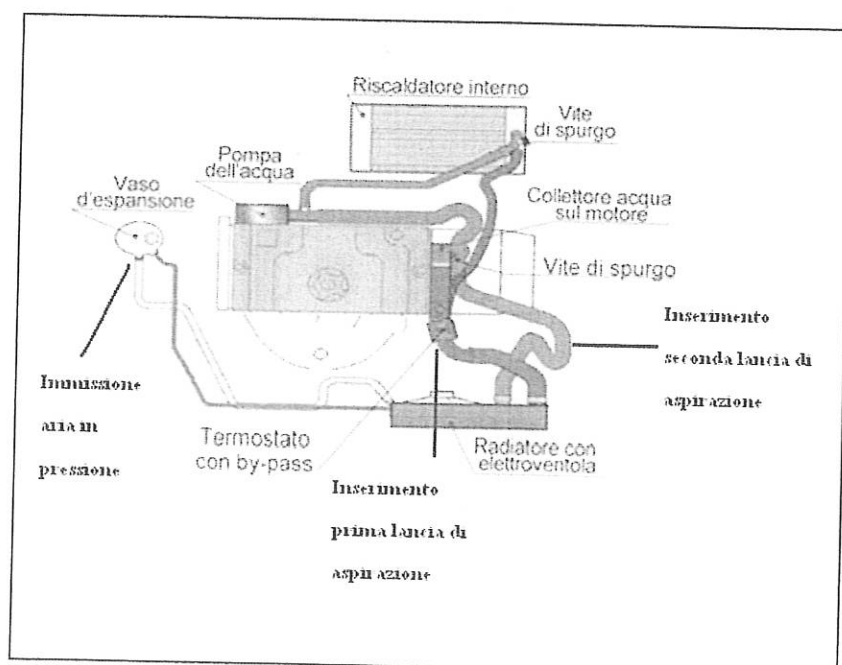 Riscaldatore interno
Vite
di spurgo
Pompa
dell'acqua
Vaso
d'espansione
Collettore acqua
sul motore
Vite di spurgo
Inserimento
seconda lancia di
aspirazione
Immissione
aria in
pressione
Termostato
con by-pass
Radiatore con
elettroventola
Inserimento
prima lancia di
aspirazione